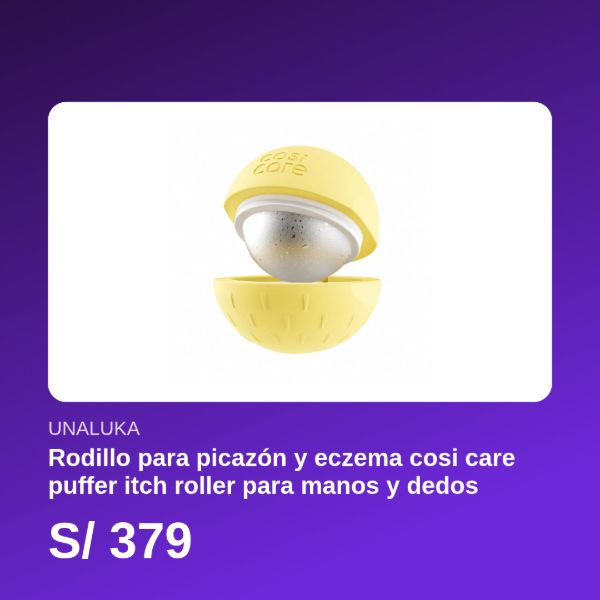 cosi
care
UNALUKA
Rodillo para picazón y eczema cosi care
puffer itch roller para manos y dedos
S/ 379